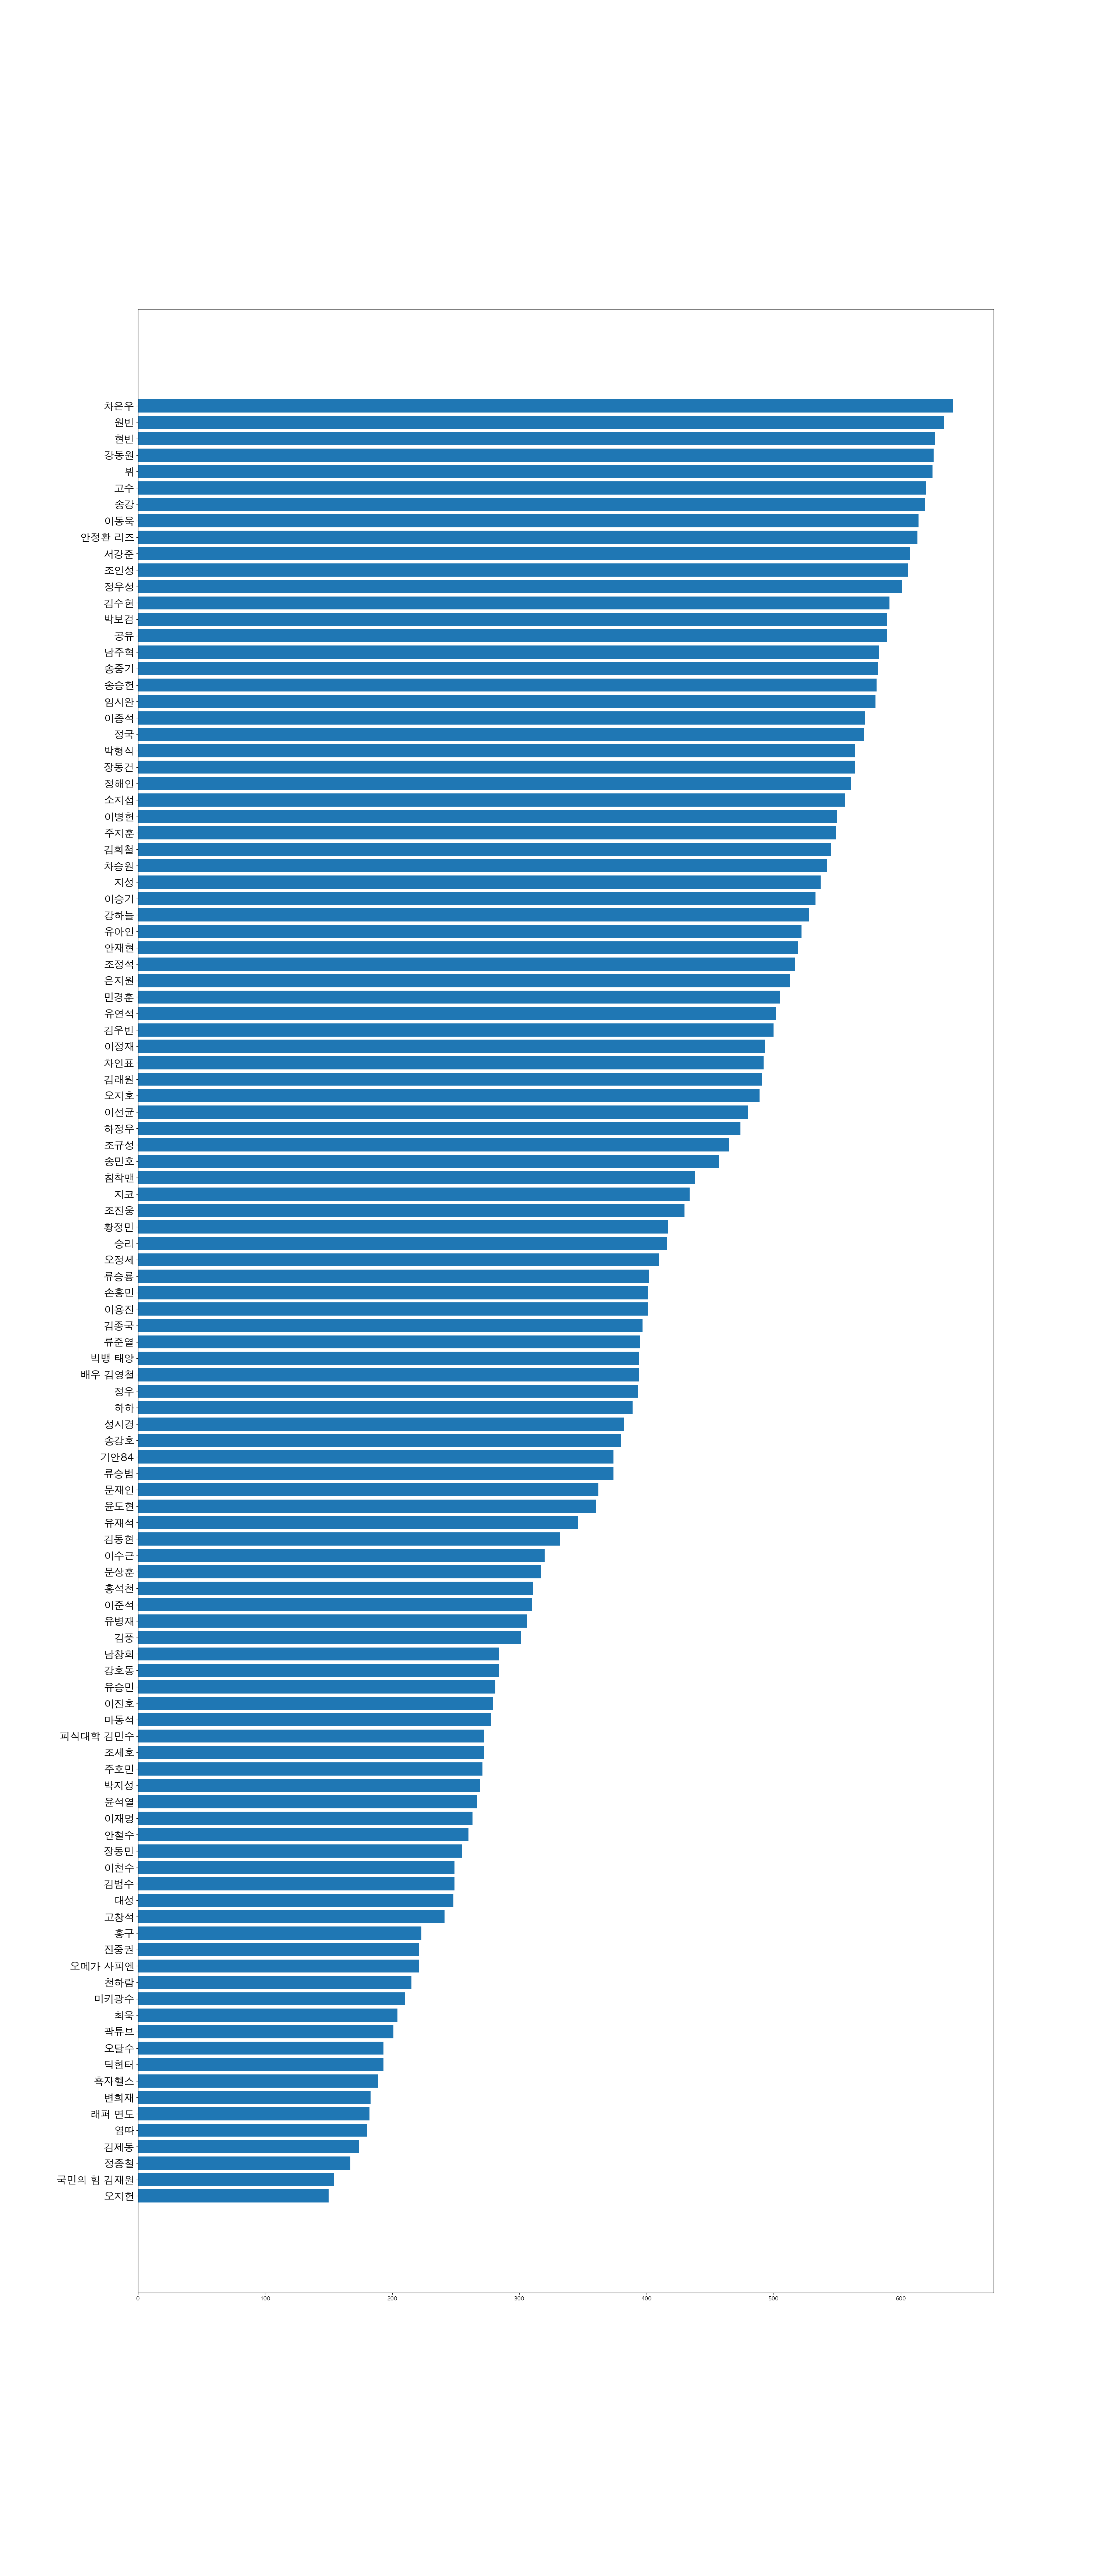 차은우
원빈
현빈
강동원
뷔
고수
송강
이동욱
안정환 리즈
서강준
조인성
정우성
김수현
박보검
공유
남주혁
송중기
송승헌
임시완
이종석
정국
박형식
장동건
정해인
소지섭
이병헌
주지훈
김희철
차승원
지성
이승기
강하늘
유아인
안재현
조정석
은지원
민경훈
유연석
김우빈
이정재
차인표
김래원
오지호
이선균
하정우
조규성
송민호
침착맨
지코
조진웅
황정민
승리
오정세
류승룡
손흥민
이용진
김종국
류준열
빅뱅 태양
배우 김영철
정우
하하
성시경
송강호
기안84
류승범
문재인
윤도현
유재석
김동현
이수근
문상훈
홍석천
이준석
유병재
김풍
남창희
강호동
유승민
이진호
마동석
피식대학 김민수
조세호
주호민
박지성
윤석열
이재명
안철수
장동민
이천수
김범수
대성
고창석
홍구
진중권
오메가 사피엔
천하람
미키광수
최욱
곽튜브
오달수
딕헌터
흑자헬스
변희재
래퍼 면도
염따
김제동
정종철
국민의 힘 김재원
오지헌
0 100 200 300 400 500 600